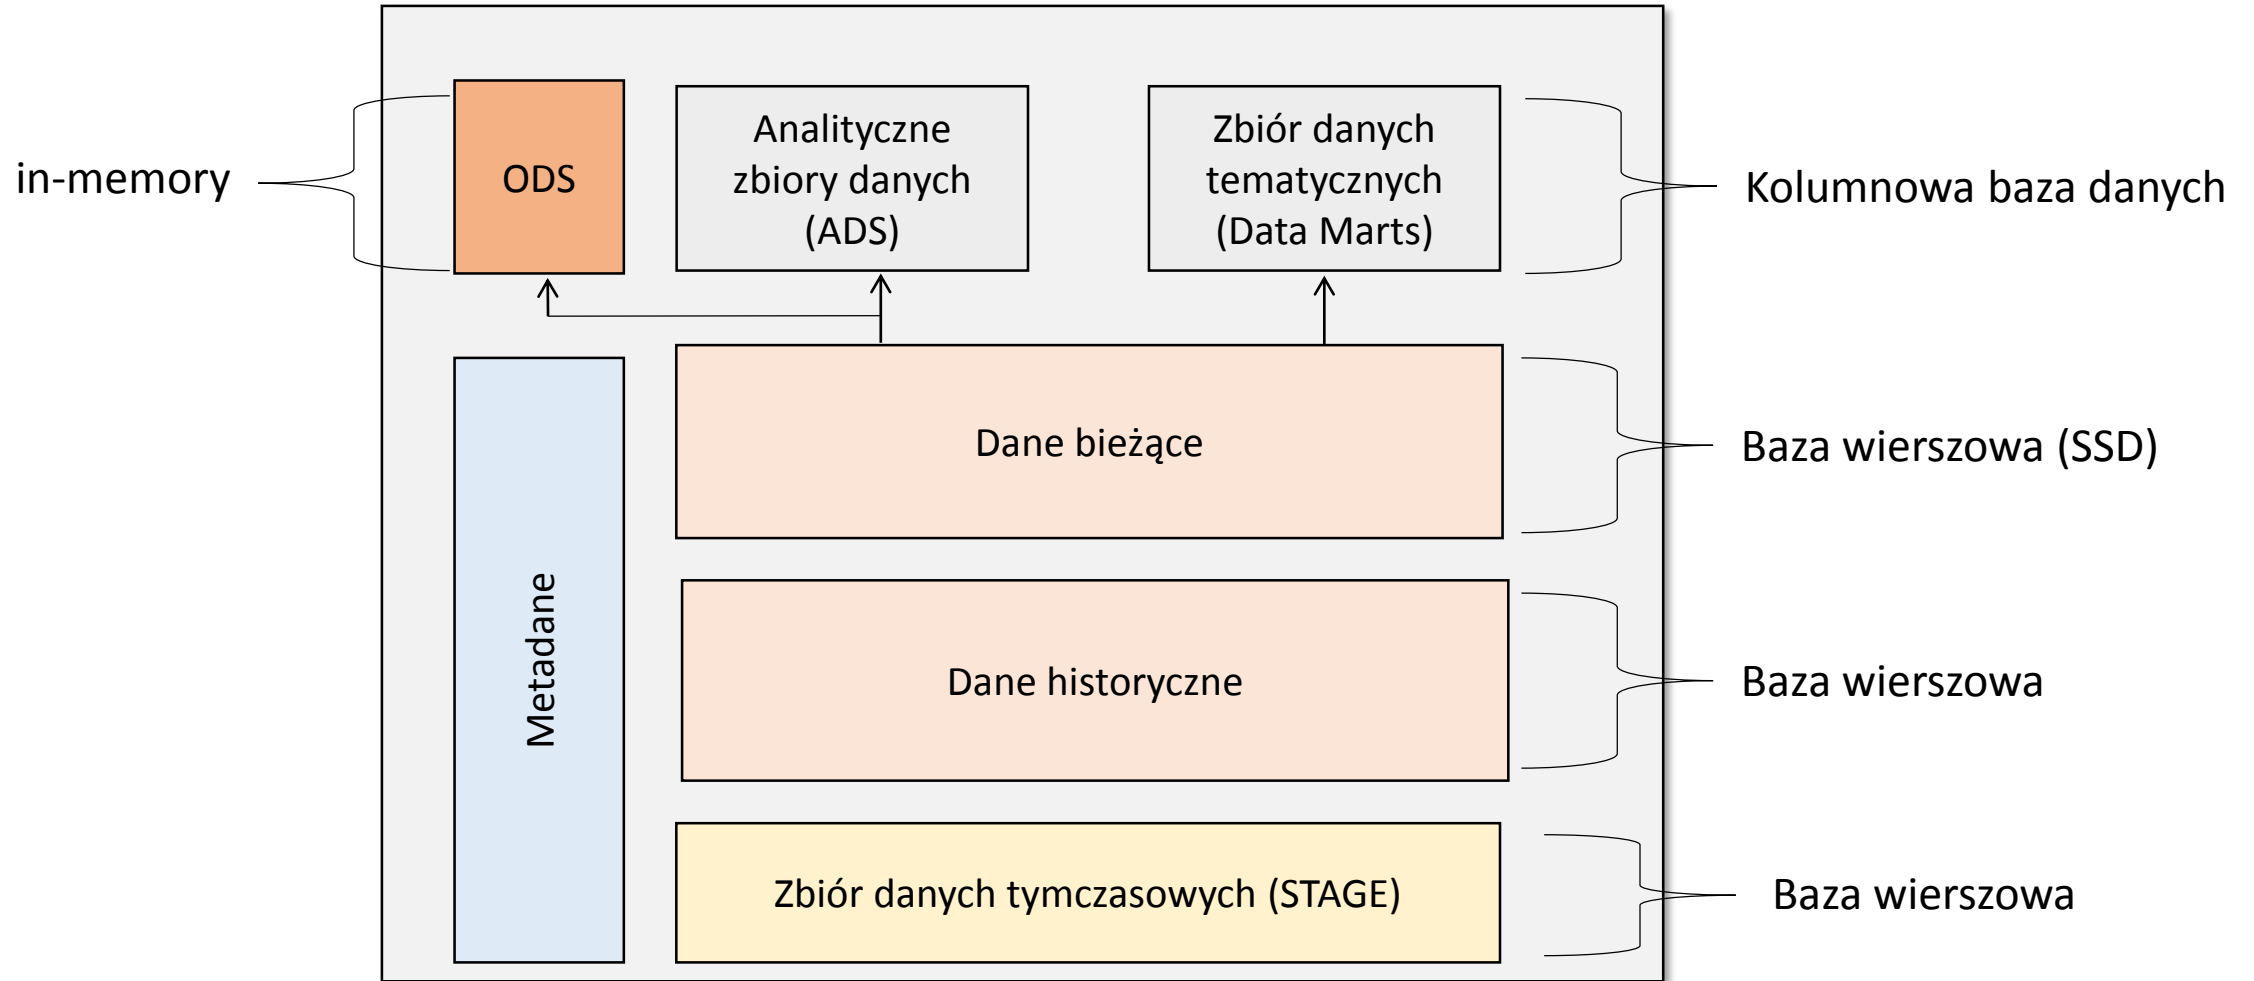 in-memory
ODS
Analityczne
zbiory danych
(ADS)
Zbiór danych
tematycznych
(Data Marts)
Kolumnowa baza danych
Metadane
Dane bieżące
Baza wierszowa (SSD)
Dane historyczne
Baza wierszowa
Zbiór danych tymczasowych (STAGE)
Baza wierszowa